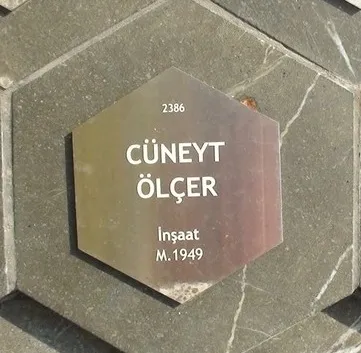 2386
CÜNEYT
ÖLÇER
İnşaat
M.1949